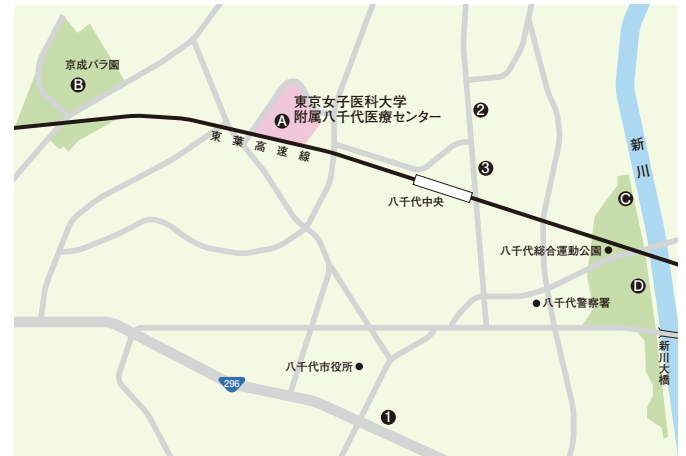 京成バラ園
B
東京女子医科大学
附属八千代医療センター
A
東葉高速線
2
3
新川
八千代中央
C
八千代総合運動公園
D
八千代警察署
新川大橋
八千代市役所
296
1